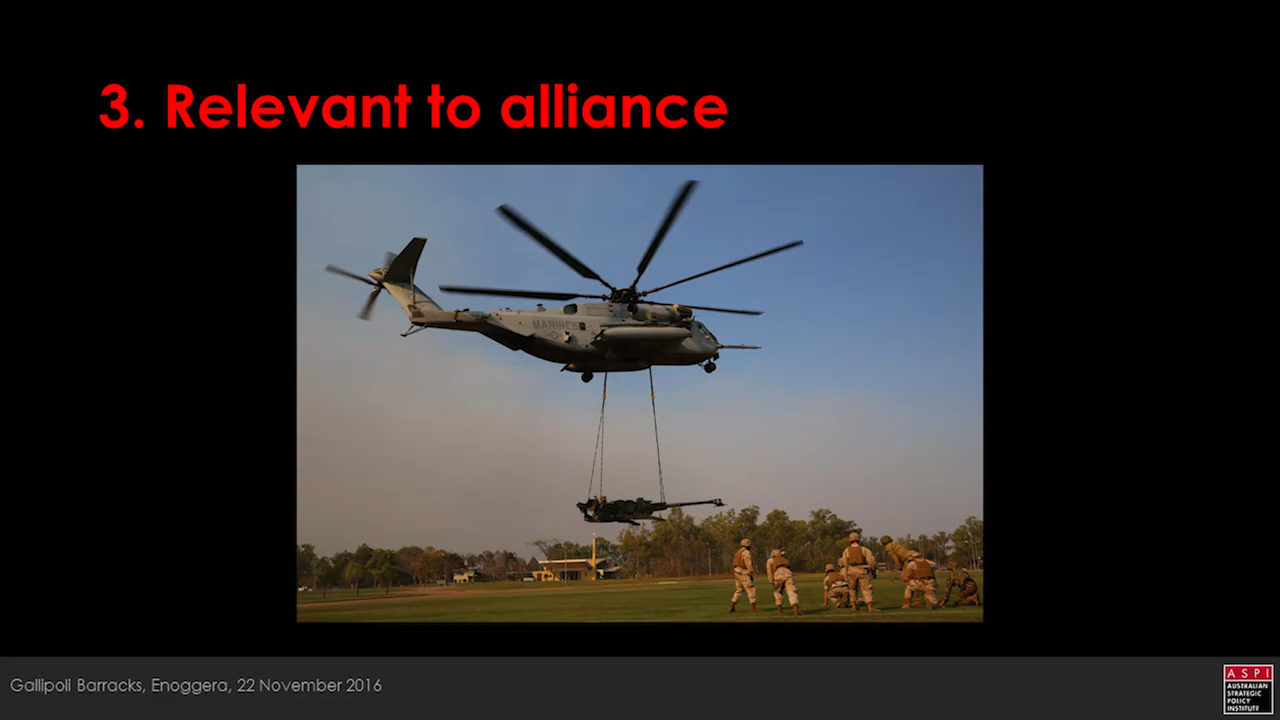 3. Relevant to alliance
MARINES
Gallipoli Barracks, Enoggera, 22 November 2016
ASPI
AUSTRALIAN
STRATEGIC
POLICY
INSTITUTE